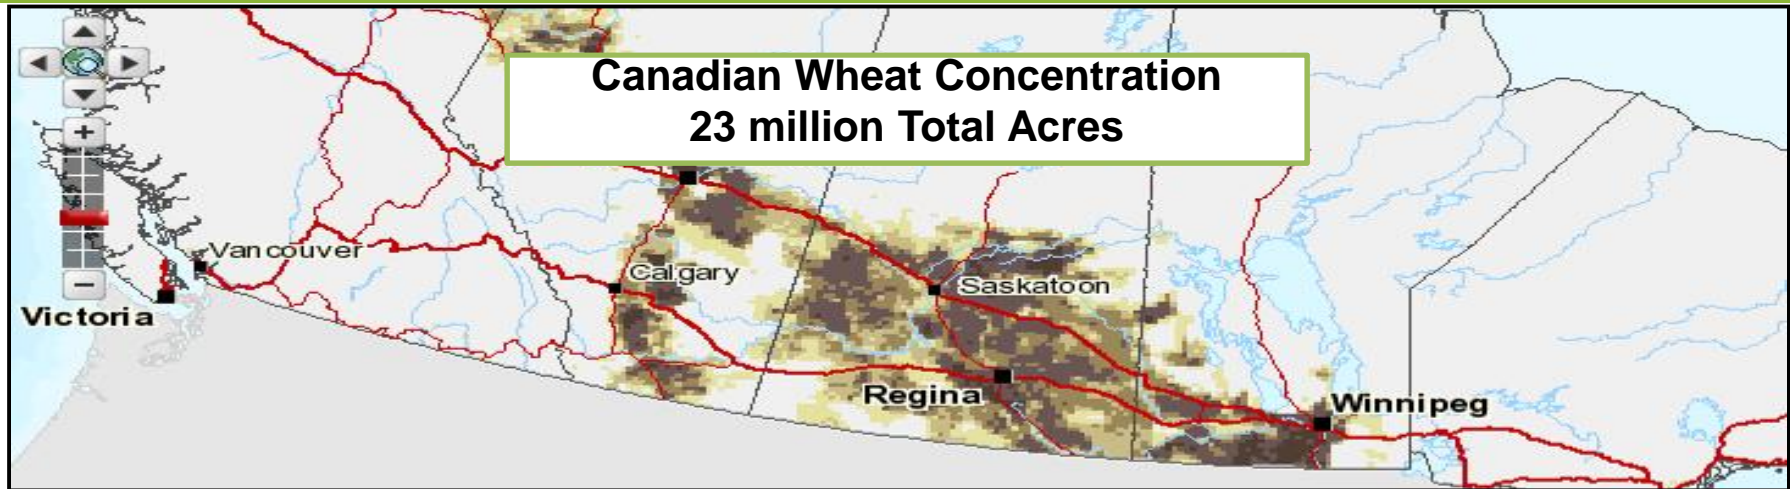 Canadian Wheat Concentration
23 million Total Acres
Vancouver
Calgary
Saskatoon
Victoria
Regina
Winnipeg